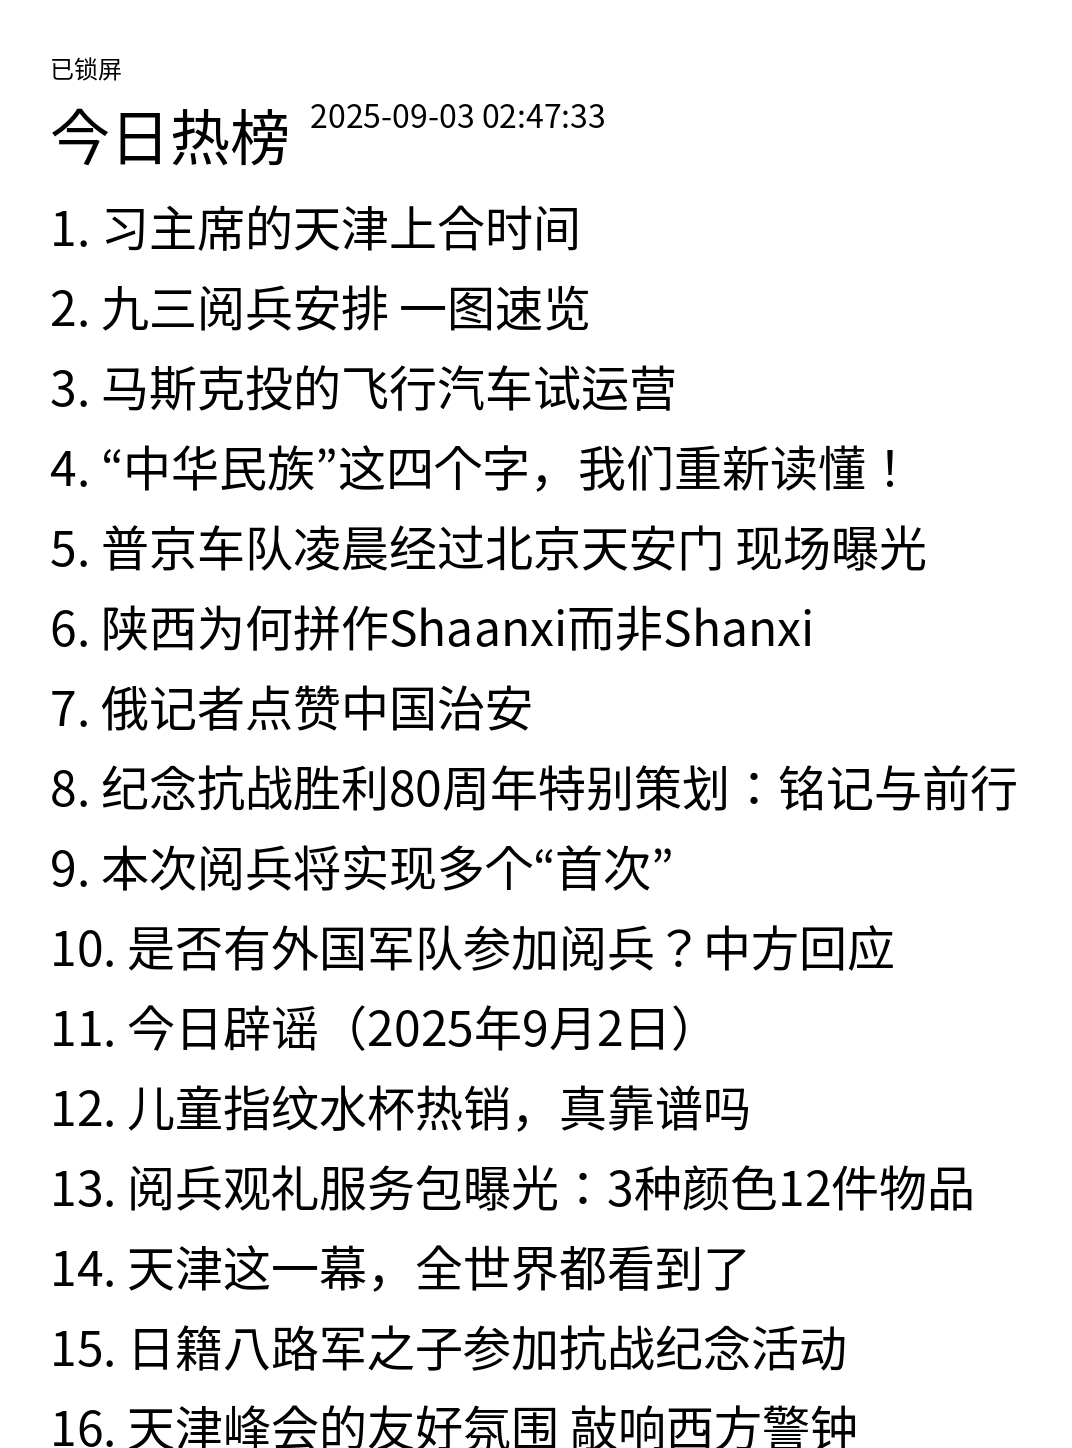 已锁屏
今日热榜 2025-09-03 02:47:33
1. 习主席的天津上合时间
2. 九三阅兵安排 一图速览
3. 马斯克投的飞行汽车试运营
4. “中华民族”这四个字，我们重新读懂！
5. 普京车队凌晨经过北京天安门 现场曝光
6. 陕西为何拼作Shaanxi而非Shanxi
7. 俄记者点赞中国治安
8. 纪念抗战胜利80周年特别策划：铭记与前行
9. 本次阅兵将实现多个“首次”
10. 是否有外国军队参加阅兵？中方回应
11. 今日辟谣（2025年9月2日）
12. 儿童指纹水杯热销，真靠谱吗
13. 阅兵观礼服务包曝光：3种颜色12件物品
14. 天津这一幕，全世界都看到了
15. 日籍八路军之子参加抗战纪念活动
16. 天津峰会的友好氛围 敲响西方警钟